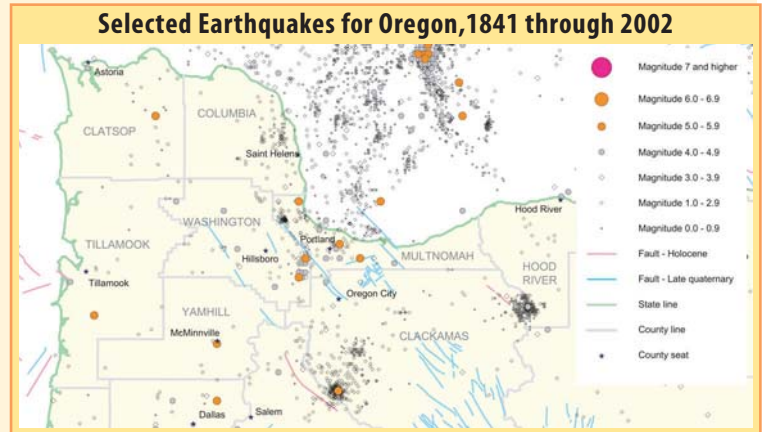 Selected Earthquakes for Oregon,1841 through 2002
Astoria
COLUMBIA
CLATSOP
Saint Helens
WASHINGTON
Portland
Hood River
TILLAMOOK
Hillsboro
MULTNOMAH
HOOD
RIVER
Tillamook
Oregon City
YAMHILL
McMinnville
CLACKAMAS
Dallas
Salem
Magnitude 7 and higher
Magnitude 6.0 - 6.9
Magnitude 5.0 - 5.9
Magnitude 4.0 - 4.9
Magnitude 3.0 - 3.9
Magnitude 1.0 - 2.9
Magnitude 0.0 - 0.9
Fault - Holocene
Fault - Late quaternary
State line
County line
County seat